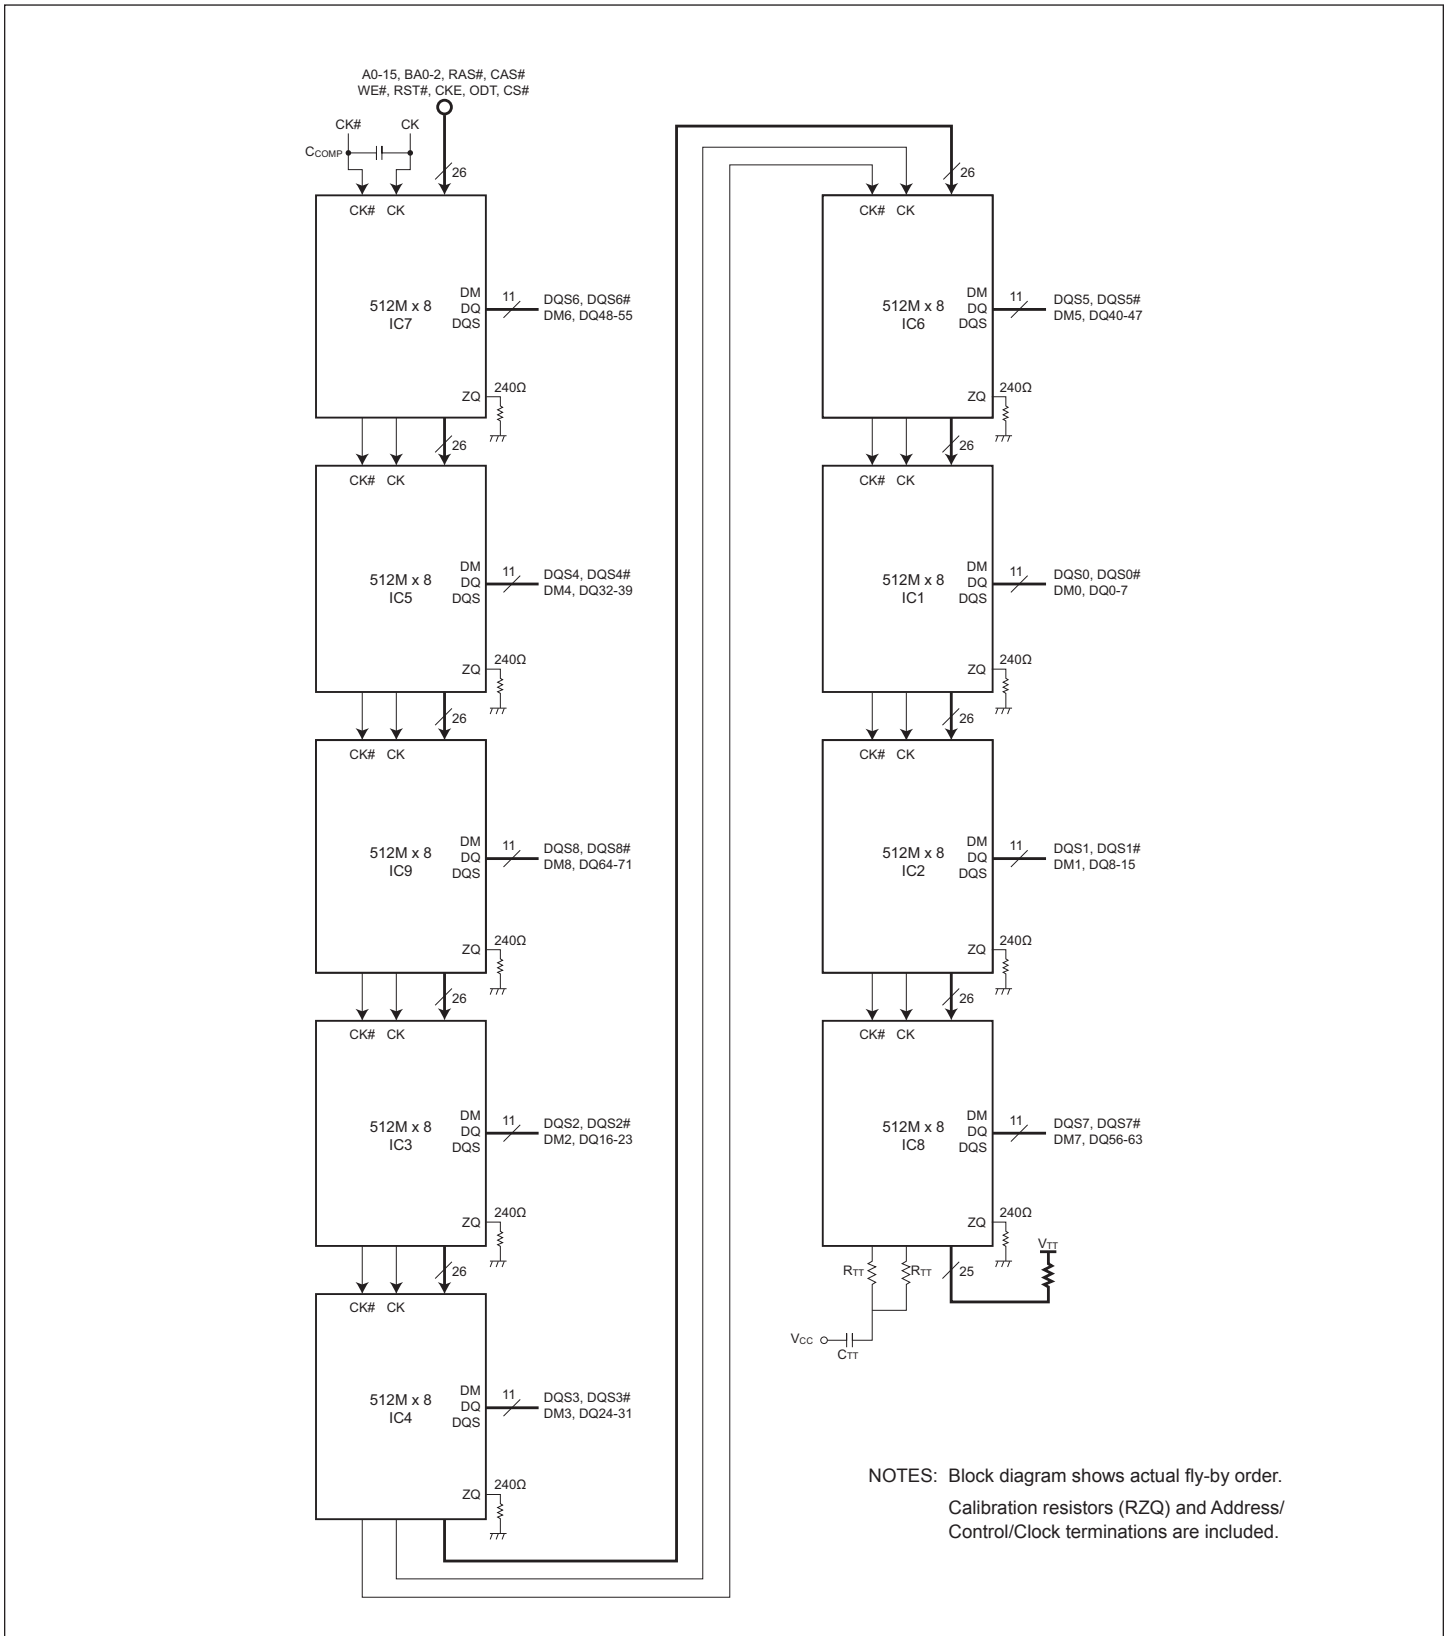 A0-15, BA0-2, RAS#, CAS#
WE#, RST#, CKE, ODT, CS#
CK# CK
CCOMP
26
CK# CK
512M x 8
IC7
DM
DQ
DQS
11
DQS6, DQS6#
DM6, DQ48-55
ZQ
240Ω
26
CK# CK
512M x 8
IC5
DM
DQ
DQS
11
DQS4, DQS4#
DM4, DQ32-39
ZQ
240Ω
26
CK# CK
512M x 8
IC9
DM
DQ
DQS
11
DQS8, DQS8#
DM8, DQ64-71
ZQ
240Ω
26
CK# CK
512M x 8
IC3
DM
DQ
DQS
11
DQS2, DQS2#
DM2, DQ16-23
ZQ
240Ω
26
CK# CK
512M x 8
IC4
DM
DQ
DQS
11
DQS3, DQS3#
DM3, DQ24-31
ZQ
240Ω
26
CK# CK
512M x 8
IC6
DM
DQ
DQS
11
DQS5, DQS5#
DM5, DQ40-47
ZQ
240Ω
26
CK# CK
512M x 8
IC1
DM
DQ
DQS
11
DQS0, DQS0#
DM0, DQ0-7
ZQ
240Ω
26
CK# CK
512M x 8
IC2
DM
DQ
DQS
11
DQS1, DQS1#
DM1, DQ8-15
ZQ
240Ω
26
CK# CK
512M x 8
IC8
DM
DQ
DQS
11
DQS7, DQS7#
DM7, DQ56-63
ZQ
240Ω
RTT
RTT
25
VTT
VCC
CTT
NOTES: Block diagram shows actual fly-by order.
Calibration resistors (RZQ) and Address/
Control/Clock terminations are included.